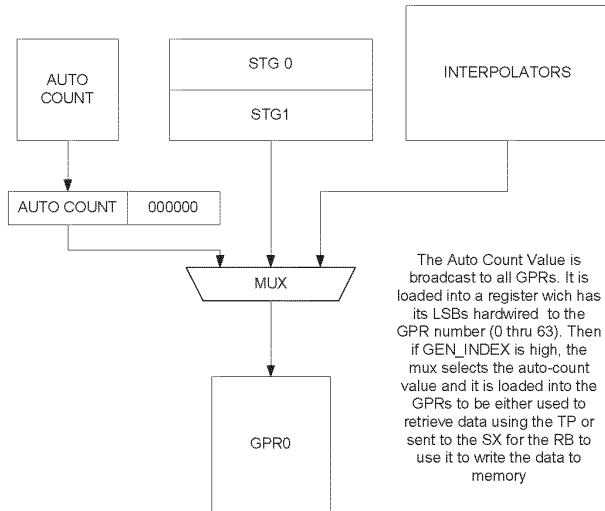 AUTO
COUNT
STG 0
STG1
INTERPOLATORS
AUTO COUNT
000000
MUX
GPR0
The Auto Count Value is
broadcast to all GPRs. It is
loaded into a register wich has
its LSBs hardwired to the
GPR number (0 thru 63). Then
if GEN_INDEX is high, the
mux selects the auto-count
value and it is loaded into the
GPRs to be either used to
retrieve data using the TP or
sent to the SX for the RB to
use it to write the data to
memory